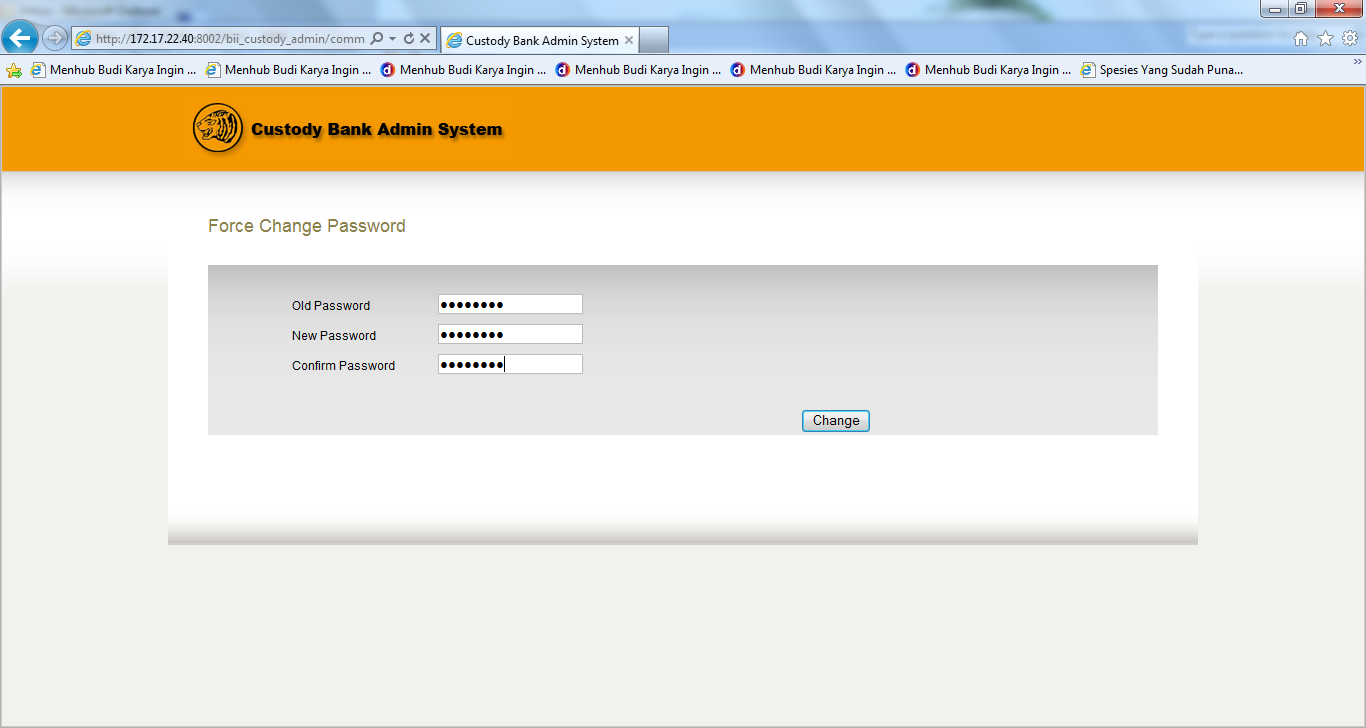 http://172.17.22.40:8002/bii_custody_admin/comm
Custody Bank Admin System
Menhub Budi Karya Ingin ... Menhub Budi Karya Ingin ... Menhub Budi Karya Ingin ... Menhub Budi Karya Ingin ... Menhub Budi Karya Ingin ... Menhub Budi Karya Ingin ... Spesies Yang Sudah Puna...
Custody Bank Admin System
Force Change Password
Old Password
New Password
Confirm Password
Change